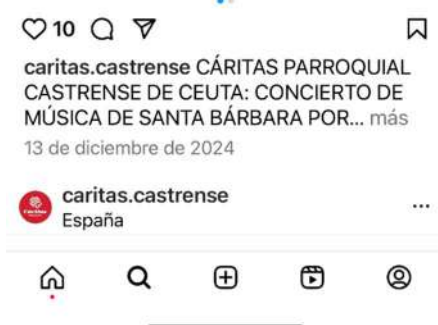 10
caritas.castrense CÁRITAS PARROQUIAL
CASTRENSE DE CEUTA: CONCIERTO DE
MÚSICA DE SANTA BÁRBARA POR... más
13 de diciembre de 2024
caritas.castrense
España